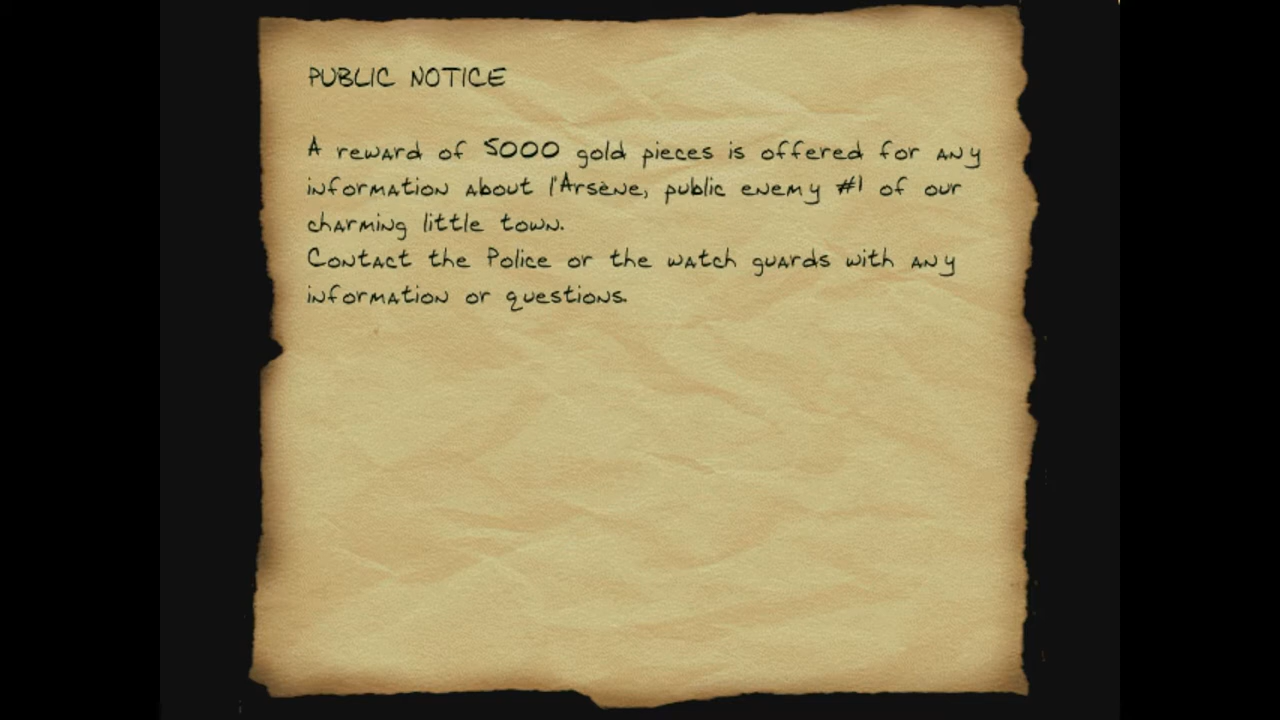 PUBLIC NOTICE
A reward of 5000 gold pieces is offered for any
information about l'Arsène, public enemy #1 of our
charming little town.
Contact the Police or the watch guards with any
information or questions.